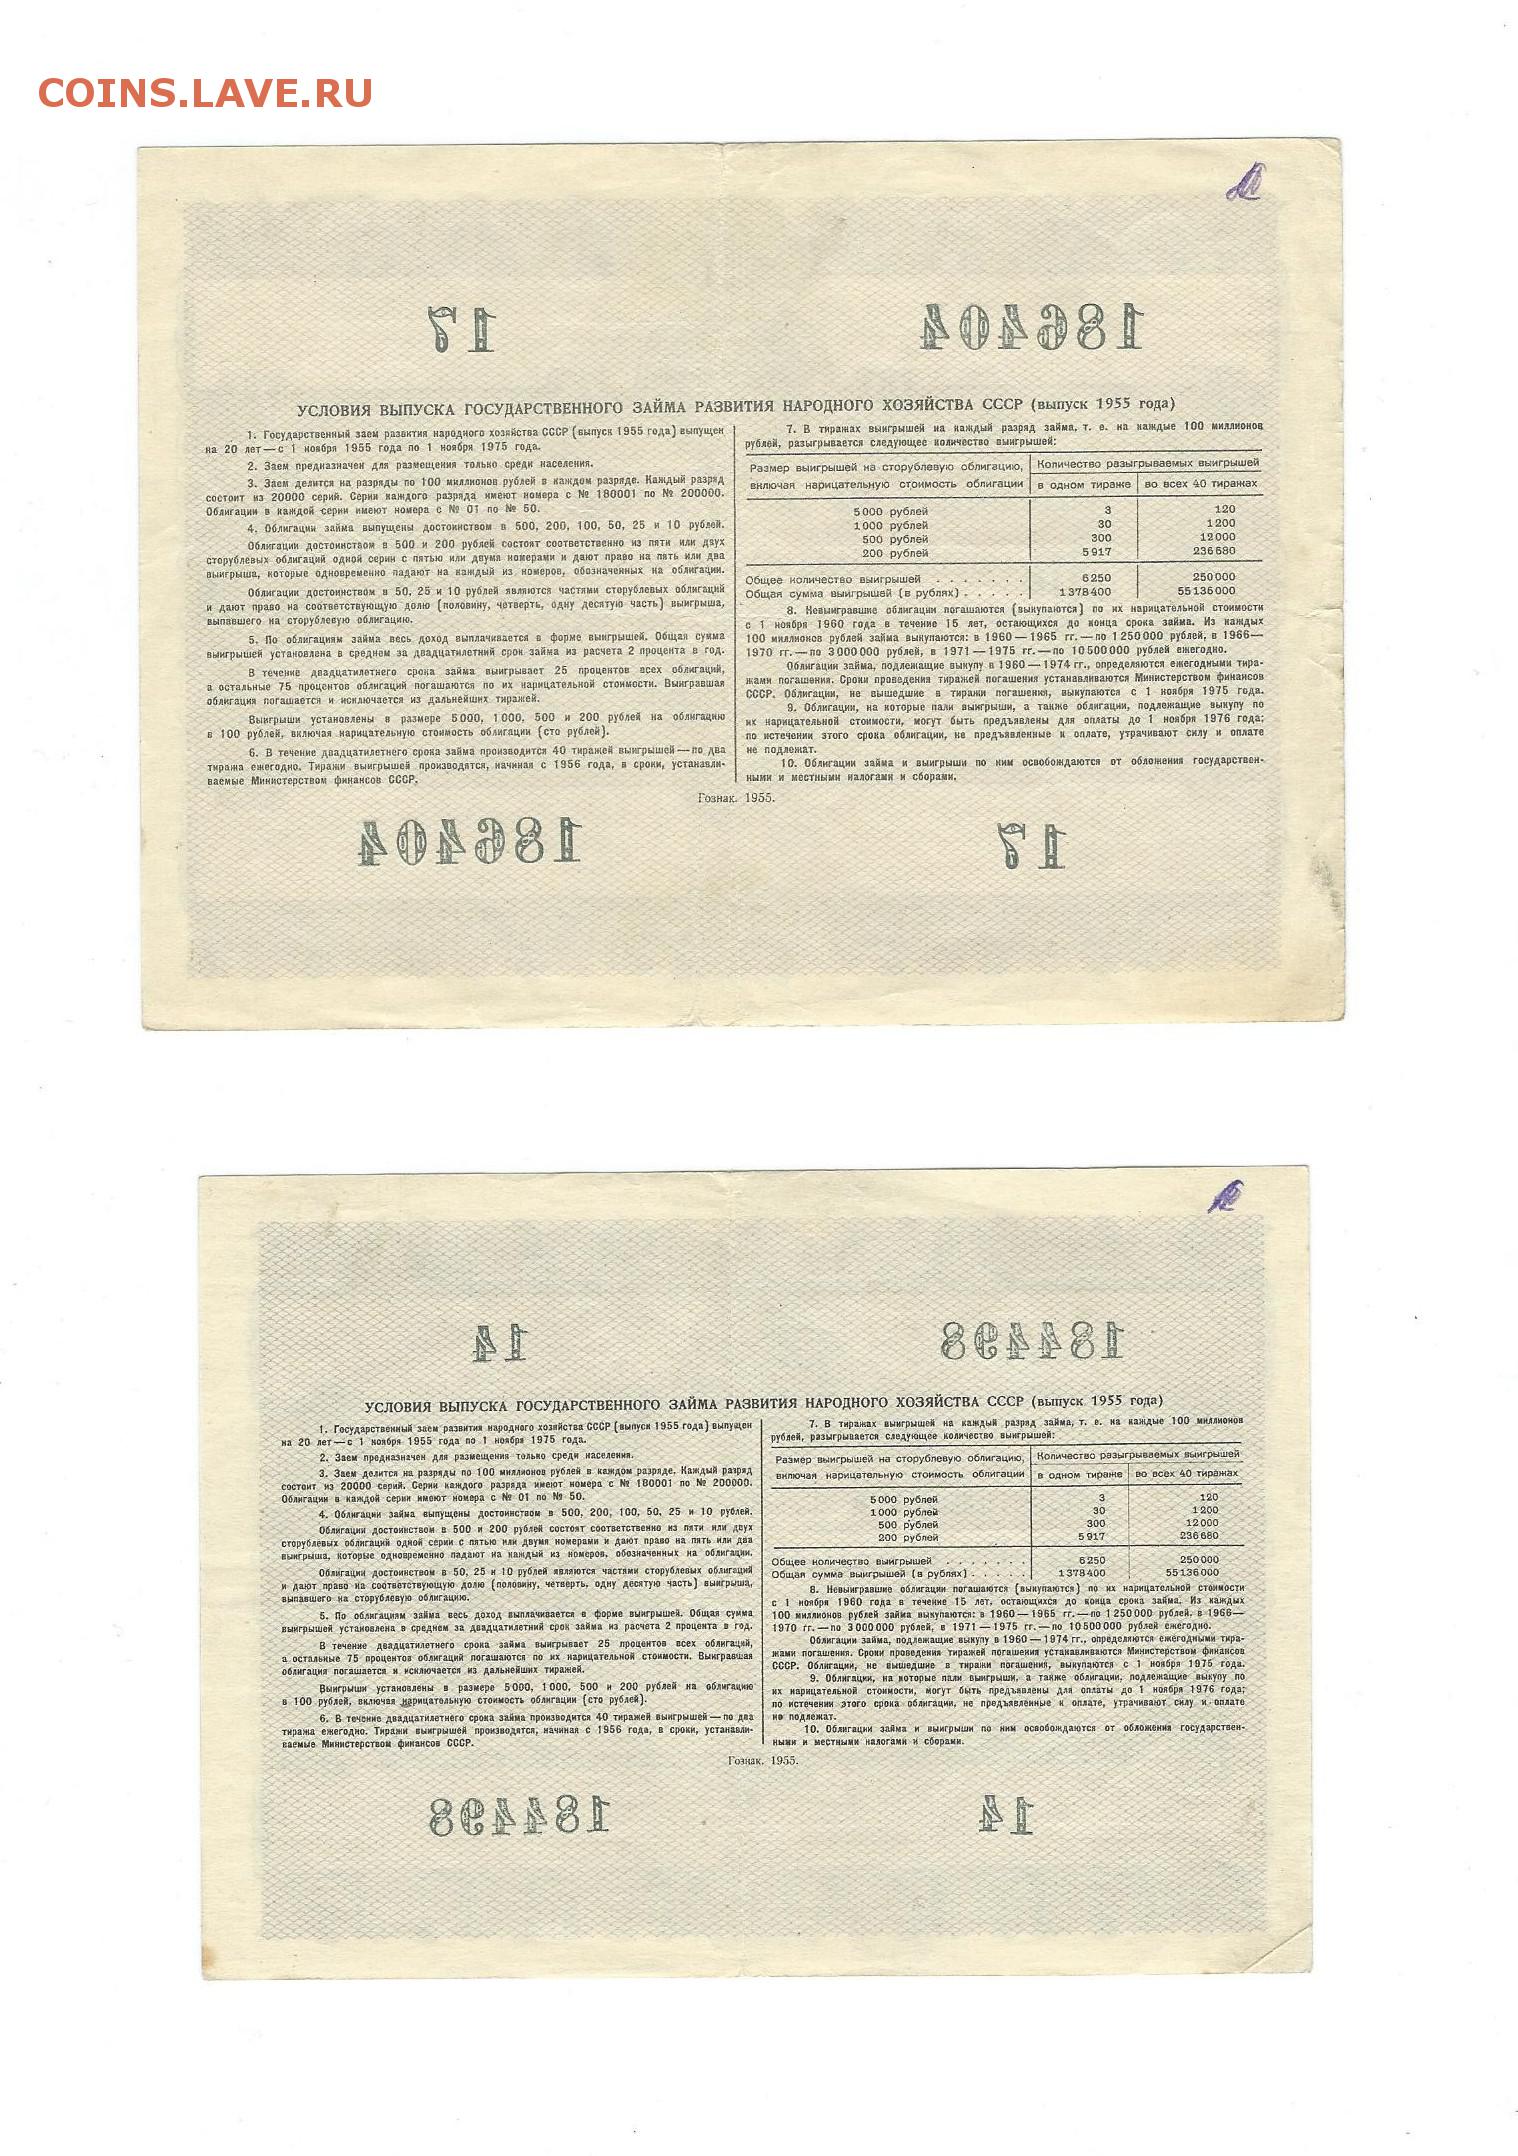 COINS.LAVE.RU
17 186404
УСЛОВИЯ ВЫПУСКА ГОСУДАРСТВЕННОГО ЗАЙМА РАЗВИТИЯ НАРОДНОГО ХОЗЯЙСТВА СССР (выпуск 1955 года)
1. Государственный заем развития народного хозяйства СССР (выпуск 1955 года) выпущен
на 20 лет — с 1 ноября 1955 года по 1 ноября 1975 года.
2. Заем предназначен для размещения только среди населения.
3. Заем делится на разряды по 100 миллионов рублей в каждом разряде. Каждый разряд
состоит из 20000 серий. Серии каждого разряда имеют номера с № 180001 по № 200000.
Облигации в каждой серии имеют номера с № 01 по № 50.
4. Облигации займа выпущены достоинством в 500, 200, 100, 50, 25 и 10 рублей.
Облигации достоинством в 500 и 200 рублей состоят соответственно из пяти или двух
сторублевых облигаций одной серии с пятью или двумя номерами и дают право на пять или два
выигрыша, которые одновременно падают на каждый из номеров, обозначенных на облигации.
Облигации достоинством в 50, 25 и 10 рублей являются частями сторублевых облигаций
и дают право на соответствующую долю (половину, четверть, одну десятую часть) выигрыша,
выпавшего на сторублевую облигацию.
5. По облигациям займа весь доход выплачивается в форме выигрышей. Общая сумма
выигрышей установлена в среднем за двадцатилетний срок займа из расчета 2 процента в год.
В течение двадцатилетнего срока займа выигрывает 25 процентов всех облигаций,
а остальные 75 процентов облигаций погашаются по их нарицательной стоимости. Выигравшая
облигация погашается и исключается из дальнейших тиражей.
Выигрыши установлены в размере 5000, 1000, 500 и 200 рублей на облигацию
в 100 рублей, включая нарицательную стоимость облигации (сто рублей).
6. В течение двадцатилетнего срока займа производится 40 тиражей выигрышей — по два
тиража ежегодно. Тиражи выигрышей производятся, начиная с 1956 года, в сроки, устанавли-
ваемые Министерством финансов СССР.
7. В тиражах выигрышей на каждый разряд займа, т. е. на каждые 100 миллионов
рублей, разыгрывается следующее количество выигрышей:
Размер выигрышей на сторублевую облигацию, Количество разыгрываемых выигрышей
включая нарицательную стоимость облигации в одном тираже во всех 40 тиражах
5000 рублей 3 120
1000 рублей 30 1200
500 рублей 300 12000
200 рублей 5917 236680
Общее количество выигрышей . . . . . . . 6250 250000
Общая сумма выигрышей (в рублях) . . . . . 1378400 55136000
8. Невыигравшие облигации погашаются (выкупаются) по их нарицательной стоимости
с 1 ноября 1960 года в течение 15 лет, остающихся до конца срока займа. Из каждых
100 миллионов рублей займа выкупаются: в 1960 — 1965 гг. — по 1250000 рублей, в 1966—
1970 гг. — по 3000000 рублей, в 1971 — 1975 гг. — по 10500000 рублей ежегодно.
Облигации займа, подлежащие выкупу в 1960 — 1974 гг., определяются ежегодными тира-
жами погашения. Сроки проведения тиражей погашения устанавливаются Министерством финансов
СССР. Облигации, не вышедшие в тиражи погашения, выкупаются с 1 ноября 1975 года.
9. Облигации, на которые пали выигрыши, а также облигации, подлежащие выкупу по
их нарицательной стоимости, могут быть предъявлены для оплаты до 1 ноября 1976 года;
по истечении этого срока облигации, не предъявленные к оплате, утрачивают силу и оплате
не подлежат.
10. Облигации займа и выигрыши по ним освобождаются от обложения государствен-
ными и местными налогами и сборами.
Гознак. 1955.
186404 17
14 184498
УСЛОВИЯ ВЫПУСКА ГОСУДАРСТВЕННОГО ЗАЙМА РАЗВИТИЯ НАРОДНОГО ХОЗЯЙСТВА СССР (выпуск 1955 года)
1. Государственный заем развития народного хозяйства СССР (выпуск 1955 года) выпущен
на 20 лет — с 1 ноября 1955 года по 1 ноября 1975 года.
2. Заем предназначен для размещения только среди населения.
3. Заем делится на разряды по 100 миллионов рублей в каждом разряде. Каждый разряд
состоит из 20000 серий. Серии каждого разряда имеют номера с № 180001 по № 200000.
Облигации в каждой серии имеют номера с № 01 по № 50.
4. Облигации займа выпущены достоинством в 500, 200, 100, 50, 25 и 10 рублей.
Облигации достоинством в 500 и 200 рублей состоят соответственно из пяти или двух
сторублевых облигаций одной серии с пятью или двумя номерами и дают право на пять или два
выигрыша, которые одновременно падают на каждый из номеров, обозначенных на облигации.
Облигации достоинством в 50, 25 и 10 рублей являются частями сторублевых облигаций
и дают право на соответствующую долю (половину, четверть, одну десятую часть) выигрыша,
выпавшего на сторублевую облигацию.
5. По облигациям займа весь доход выплачивается в форме выигрышей. Общая сумма
выигрышей установлена в среднем за двадцатилетний срок займа из расчета 2 процента в год.
В течение двадцатилетнего срока займа выигрывает 25 процентов всех облигаций,
а остальные 75 процентов облигаций погашаются по их нарицательной стоимости. Выигравшая
облигация погашается и исключается из дальнейших тиражей.
Выигрыши установлены в размере 5000, 1000, 500 и 200 рублей на облигацию
в 100 рублей, включая нарицательную стоимость облигации (сто рублей).
6. В течение двадцатилетнего срока займа производится 40 тиражей выигрышей — по два
тиража ежегодно. Тиражи выигрышей производятся, начиная с 1956 года, в сроки, устанавли-
ваемые Министерством финансов СССР.
7. В тиражах выигрышей на каждый разряд займа, т. е. на каждые 100 миллионов
рублей, разыгрывается следующее количество выигрышей:
Размер выигрышей на сторублевую облигацию, Количество разыгрываемых выигрышей
включая нарицательную стоимость облигации в одном тираже во всех 40 тиражах
5000 рублей 3 120
1000 рублей 30 1200
500 рублей 300 12000
200 рублей 5917 236680
Общее количество выигрышей . . . . . . . 6250 250000
Общая сумма выигрышей (в рублях) . . . . . 1378400 55136000
8. Невыигравшие облигации погашаются (выкупаются) по их нарицательной стоимости
с 1 ноября 1960 года в течение 15 лет, остающихся до конца срока займа. Из каждых
100 миллионов рублей займа выкупаются: в 1960 — 1965 гг. — по 1250000 рублей, в 1966—
1970 гг. — по 3000000 рублей, в 1971 — 1975 гг. — по 10500000 рублей ежегодно.
Облигации займа, подлежащие выкупу в 1960 — 1974 гг., определяются ежегодными тира-
жами погашения. Сроки проведения тиражей погашения устанавливаются Министерством финансов
СССР. Облигации, не вышедшие в тиражи погашения, выкупаются с 1 ноября 1975 года.
9. Облигации, на которые пали выигрыши, а также облигации, подлежащие выкупу по
их нарицательной стоимости, могут быть предъявлены для оплаты до 1 ноября 1976 года;
по истечении этого срока облигации, не предъявленные к оплате, утрачивают силу и оплате
не подлежат.
10. Облигации займа и выигрыши по ним освобождаются от обложения государствен-
ными и местными налогами и сборами.
Гознак. 1955.
184498 14